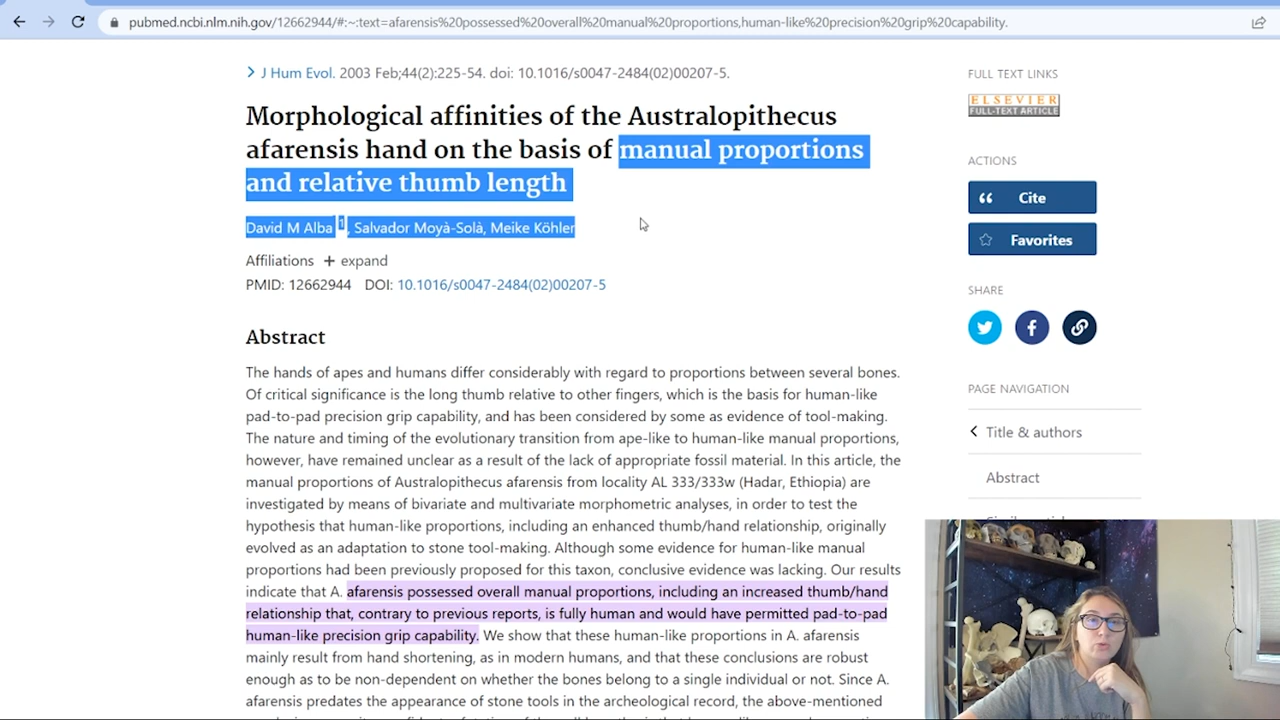 pubmed.ncbi.nlm.nih.gov/12662944/#:~:text=afarensis%20possessed%20overall%20manual%20proportions,human-like%20precision%20grip%20capability.
J Hum Evol. 2003 Feb;44(2):225-54. doi: 10.1016/s0047-2484(02)00207-5.
Morphological affinities of the Australopithecus
afarensis hand on the basis of manual proportions
and relative thumb length
David M Alba 1, Salvador Moyà-Solà, Meike Köhler
Affiliations + expand
PMID: 12662944 DOI: 10.1016/s0047-2484(02)00207-5
Abstract
The hands of apes and humans differ considerably with regard to proportions between several bones.
Of critical significance is the long thumb relative to other fingers, which is the basis for human-like
pad-to-pad precision grip capability, and has been considered by some as evidence of tool-making.
The nature and timing of the evolutionary transition from ape-like to human-like manual proportions,
however, have remained unclear as a result of the lack of appropriate fossil material. In this article, the
manual proportions of Australopithecus afarensis from locality AL 333/333w (Hadar, Ethiopia) are
investigated by means of bivariate and multivariate morphometric analyses, in order to test the
hypothesis that human-like proportions, including an enhanced thumb/hand relationship, originally
evolved as an adaptation to stone tool-making. Although some evidence for human-like manual
proportions had been previously proposed for this taxon, conclusive evidence was lacking. Our results
indicate that A. afarensis possessed overall manual proportions, including an increased thumb/hand
relationship that, contrary to previous reports, is fully human and would have permitted pad-to-pad
human-like precision grip capability. We show that these human-like proportions in A. afarensis
mainly result from hand shortening, as in modern humans, and that these conclusions are robust
enough as to be non-dependent on whether the bones belong to a single individual or not. Since A.
afarensis predates the appearance of stone tools in the archeological record, the above-mentioned
FULL TEXT LINKS
ELSEVIER
FULL-TEXT ARTICLE
ACTIONS
Cite
Favorites
SHARE
PAGE NAVIGATION
Title & authors
Abstract